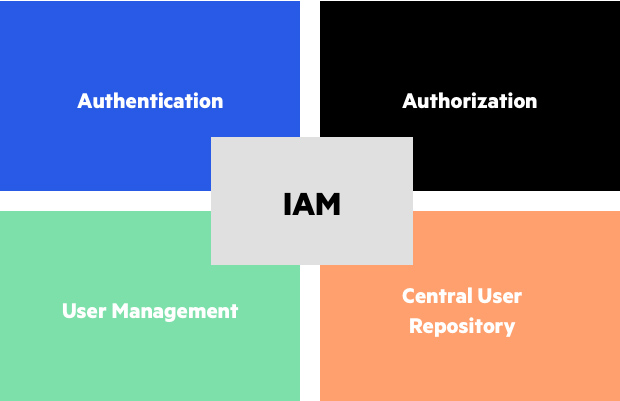 Authentication
Authorization
IAM
User Management
Central User
Repository